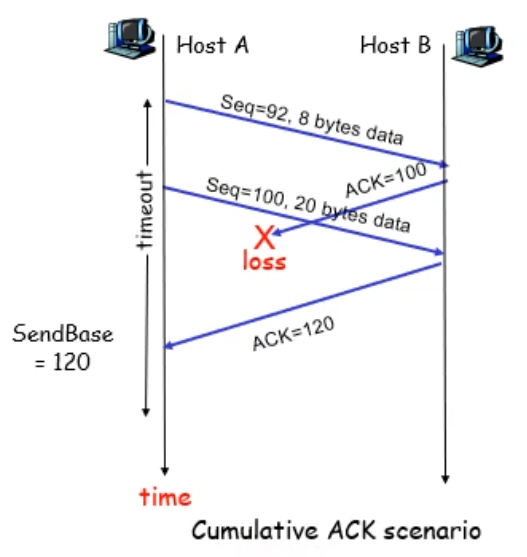 Host A
Host B
Seq=92, 8 bytes data
ACK=100
timeout
Seq=100, 20 bytes data
X
loss
ACK=120
SendBase
= 120
time
Cumulative ACK scenario